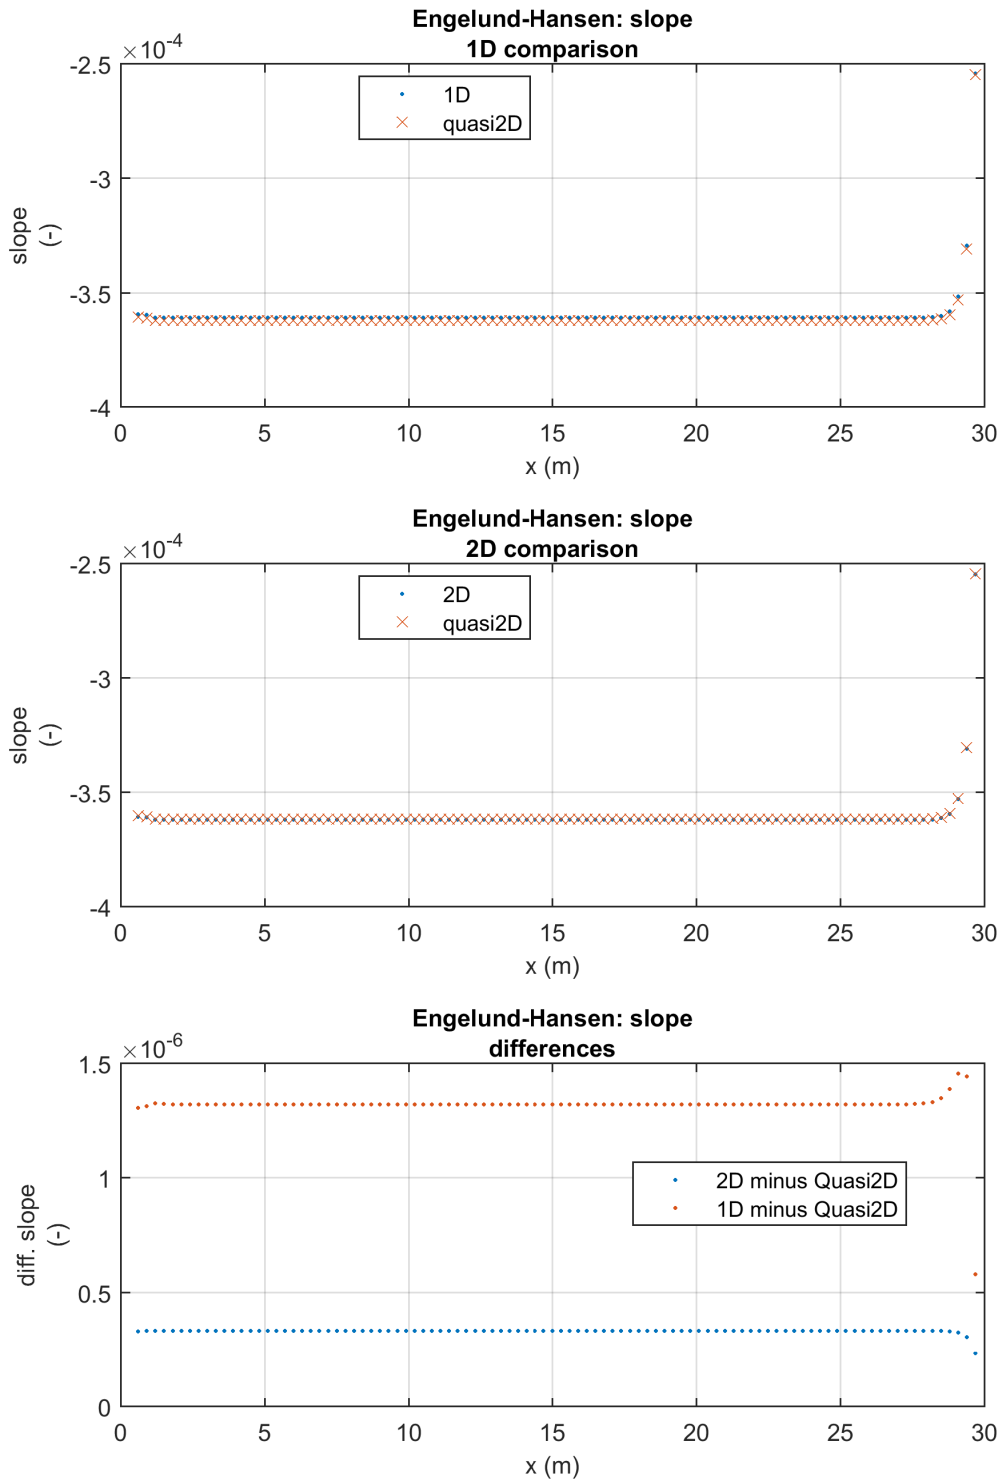 Engelund-Hansen: slope
1D comparison
×10^-4
-2.5
-3
-3.5
-4
slope
(-)
1D
quasi2D
0 5 10 15 20 25 30
x (m)
Engelund-Hansen: slope
2D comparison
×10^-4
-2.5
-3
-3.5
-4
slope
(-)
2D
quasi2D
0 5 10 15 20 25 30
x (m)
Engelund-Hansen: slope
differences
×10^-6
1.5
1
0.5
0
diff. slope
(-)
2D minus Quasi2D
1D minus Quasi2D
0 5 10 15 20 25 30
x (m)